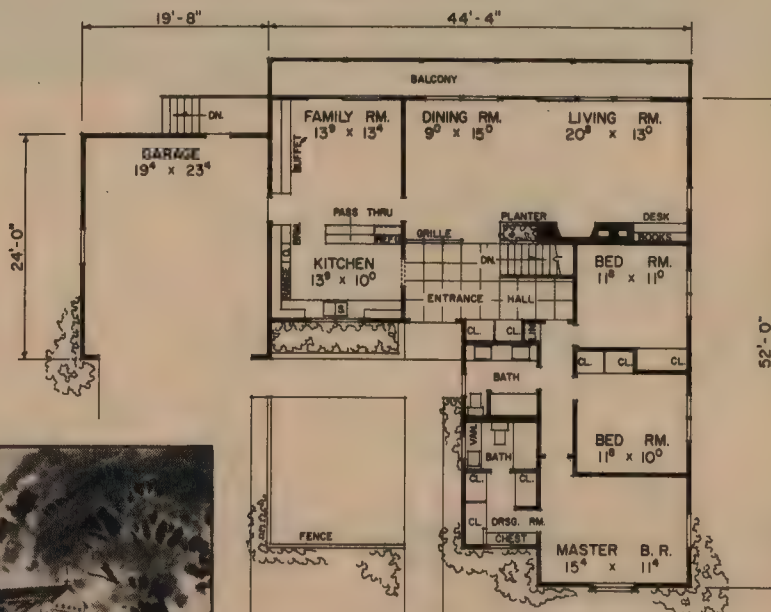 19'-8"
44'-4"
BALCONY
DN.
FAMILY RM.
13⁹ x 13⁴
DINING RM.
9⁰ x 15⁰
LIVING RM.
20⁸ x 13⁰
BUFFET
GARAGE
19⁴ x 23⁴
24'-0"
PASS THRU
PLANTER
DESK
BOOKS
GRILLE
REF'G
KITCHEN
13⁹ x 10⁰
DN.
BED RM.
11⁸ x 11⁰
RANGE
ENTRANCE HALL
S
CL.
CL.
52'-0"
CL.
CL.
CL.
BATH
BED RM.
11⁸ x 10⁰
VAN.
BATH
CL.
CL.
CL.
DRSG. RM.
CHEST
FENCE
MASTER B. R.
15⁴ x 11⁴